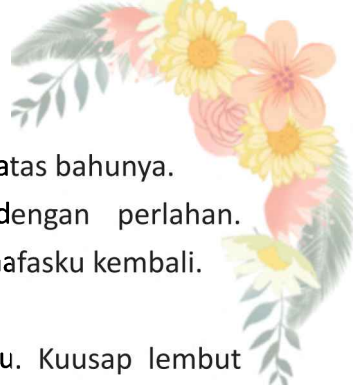 atas bahunya.
dengan perlahan.
nafasku kembali.
u. Kuusap lembut